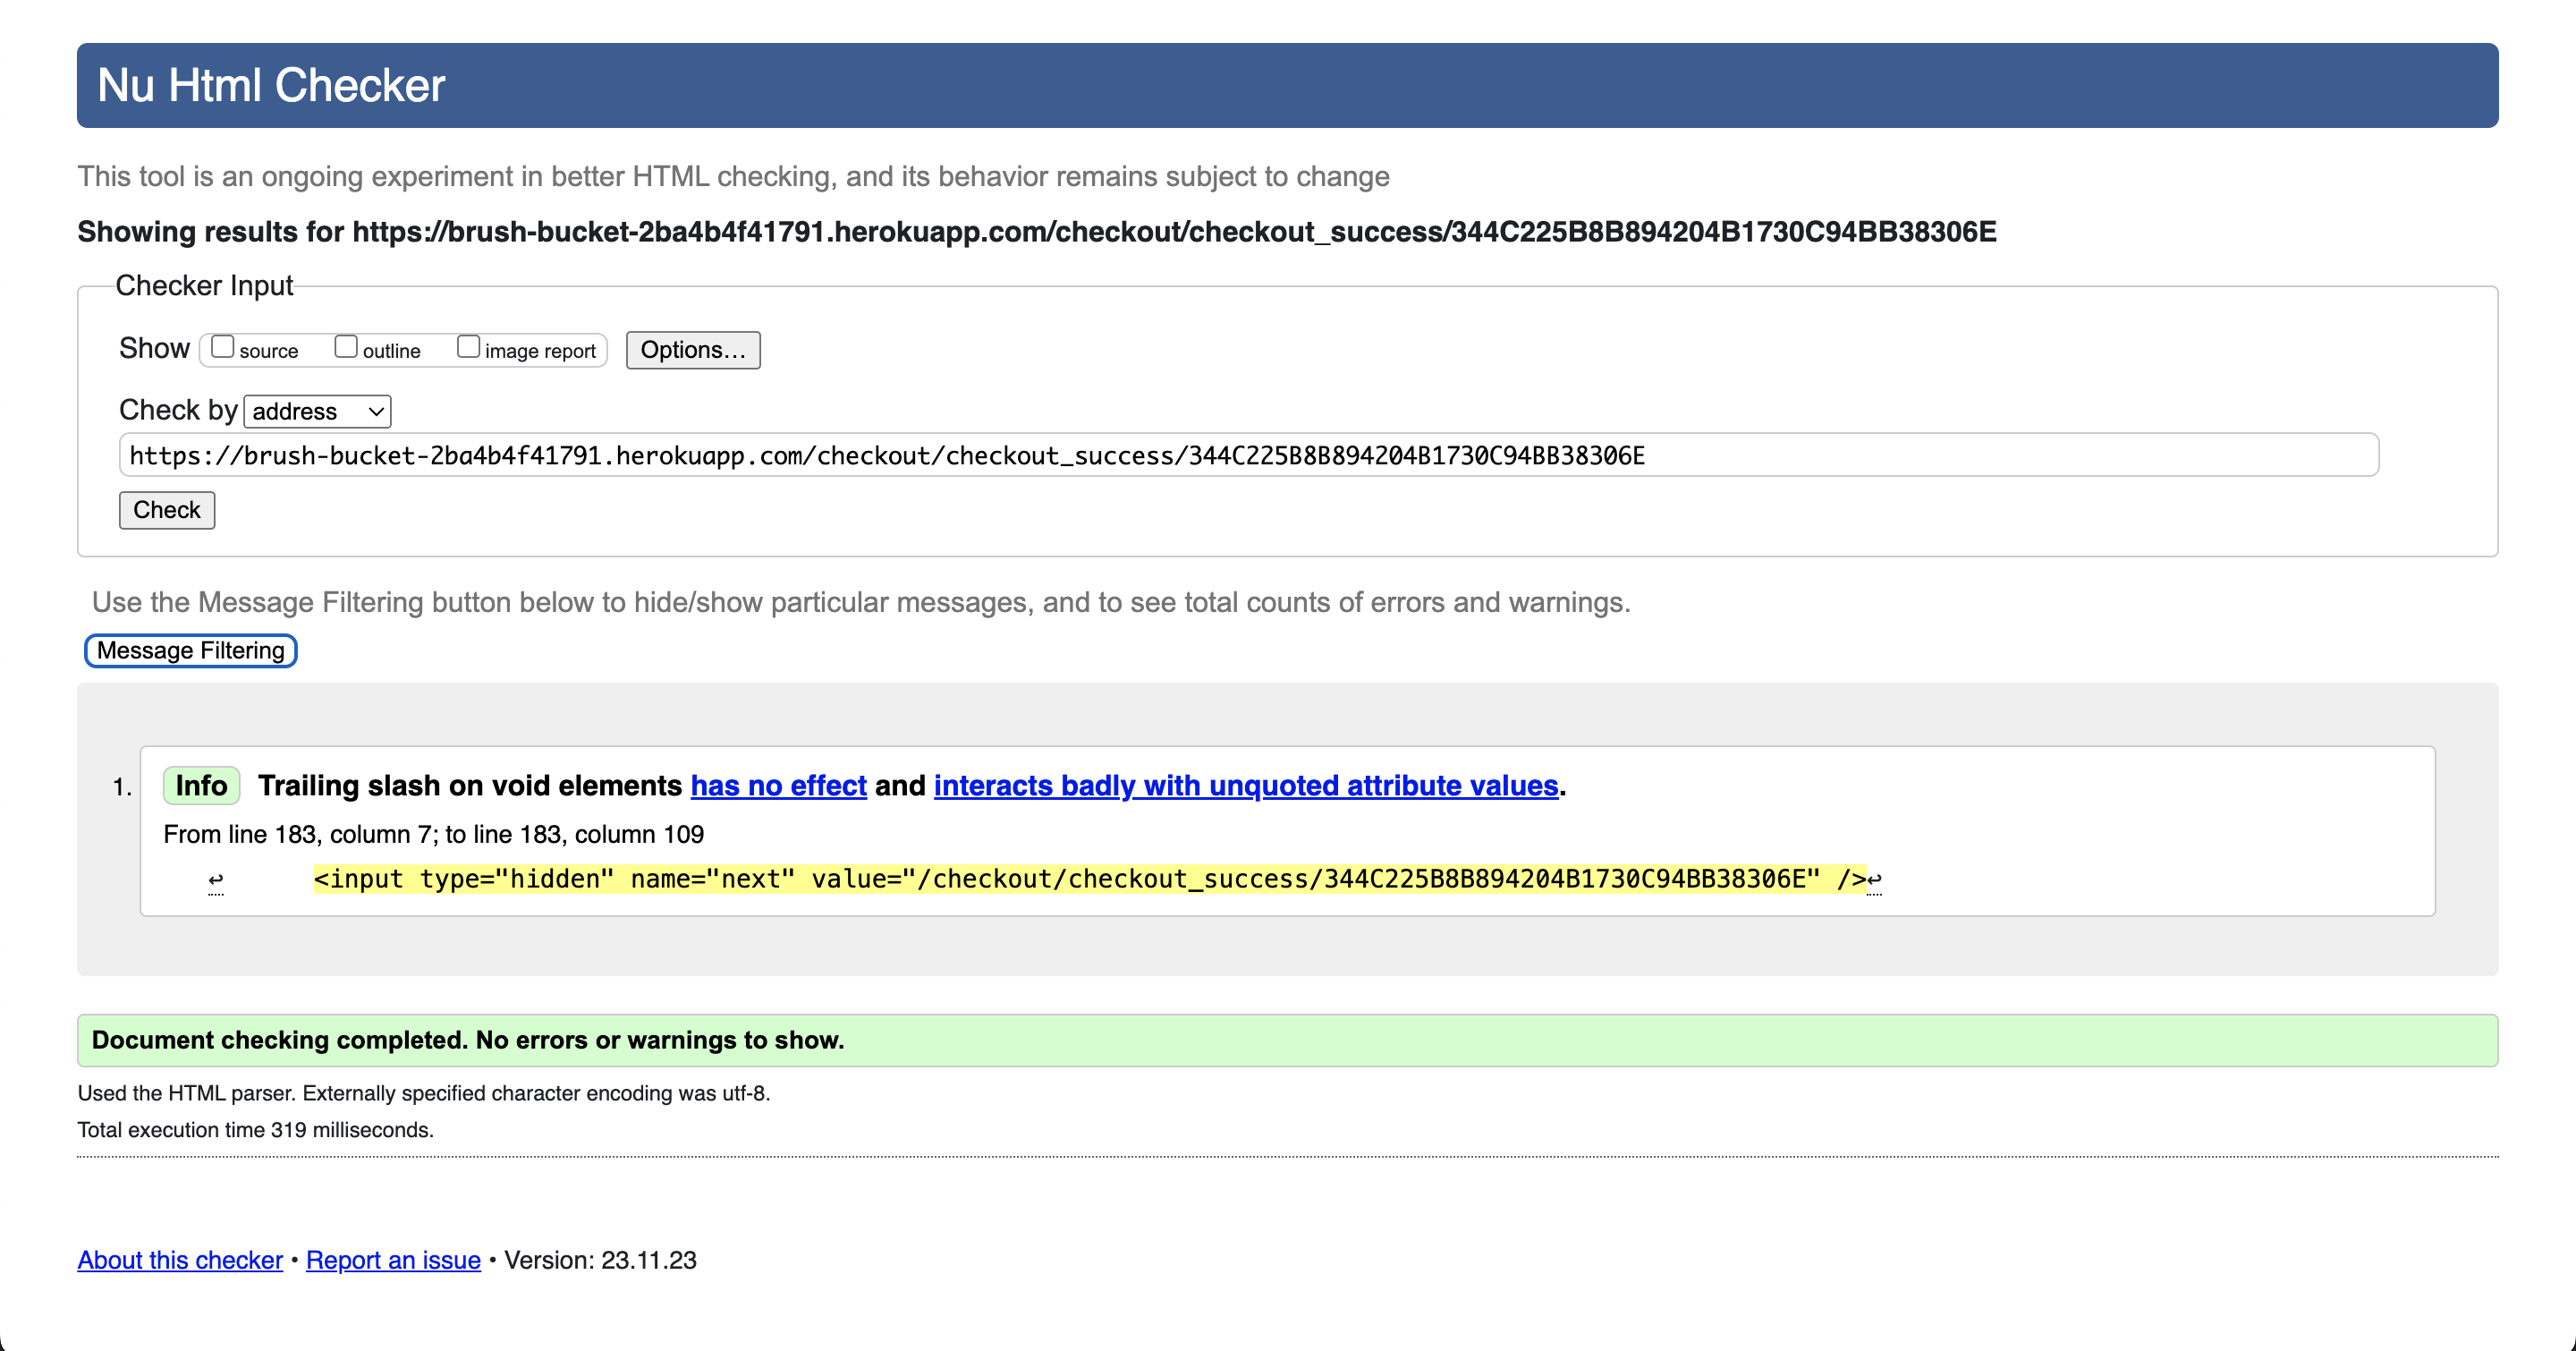 Nu Html Checker
This tool is an ongoing experiment in better HTML checking, and its behavior remains subject to change
Showing results for https://brush-bucket-2ba4b4f41791.herokuapp.com/checkout/checkout_success/344C225B8B894204B1730C94BB38306E
Checker Input
Show source outline image report Options...
Check by address
https://brush-bucket-2ba4b4f41791.herokuapp.com/checkout/checkout_success/344C225B8B894204B1730C94BB38306E
Check
Use the Message Filtering button below to hide/show particular messages, and to see total counts of errors and warnings.
Message Filtering
1. Info Trailing slash on void elements has no effect and interacts badly with unquoted attribute values.
From line 183, column 7; to line 183, column 109
↩ <input type="hidden" name="next" value="/checkout/checkout_success/344C225B8B894204B1730C94BB38306E" />↩
Document checking completed. No errors or warnings to show.
Used the HTML parser. Externally specified character encoding was utf-8.
Total execution time 319 milliseconds.
About this checker • Report an issue • Version: 23.11.23